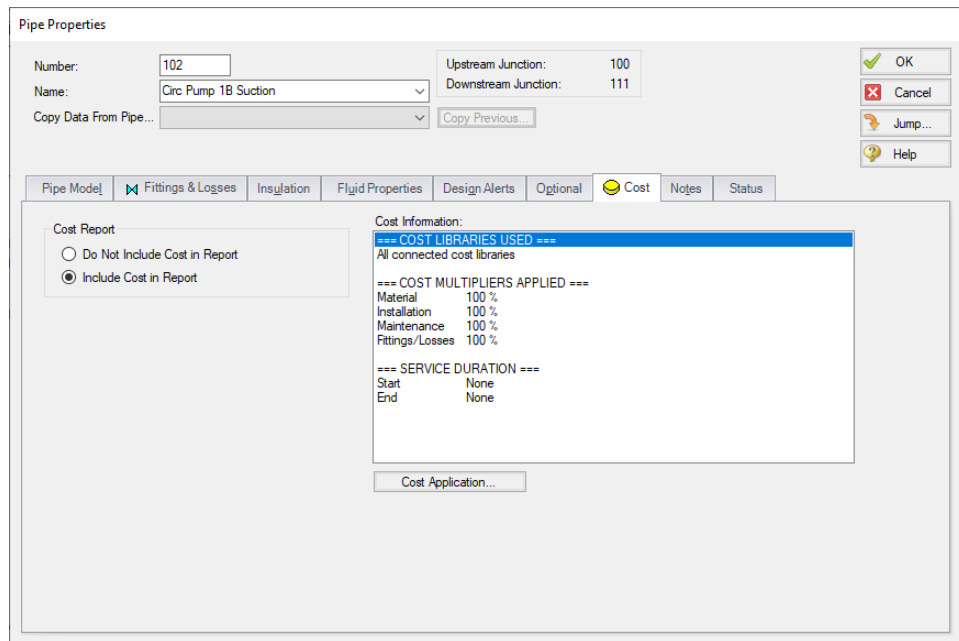 Pipe Properties
Number: 102
Name: Circ Pump 1B Suction
Copy Data From Pipe... Copy Previous...
Upstream Junction: 100
Downstream Junction: 111
OK
Cancel
Jump...
Help
Pipe Model Fittings & Losses Insulation Fluid Properties Design Alerts Optional Cost Notes Status
Cost Report
Do Not Include Cost in Report
Include Cost in Report
Cost Information:
=== COST LIBRARIES USED ===
All connected cost libraries
=== COST MULTIPLIERS APPLIED ===
Material 100 %
Installation 100 %
Maintenance 100 %
Fittings/Losses 100 %
=== SERVICE DURATION ===
Start None
End None
Cost Application...